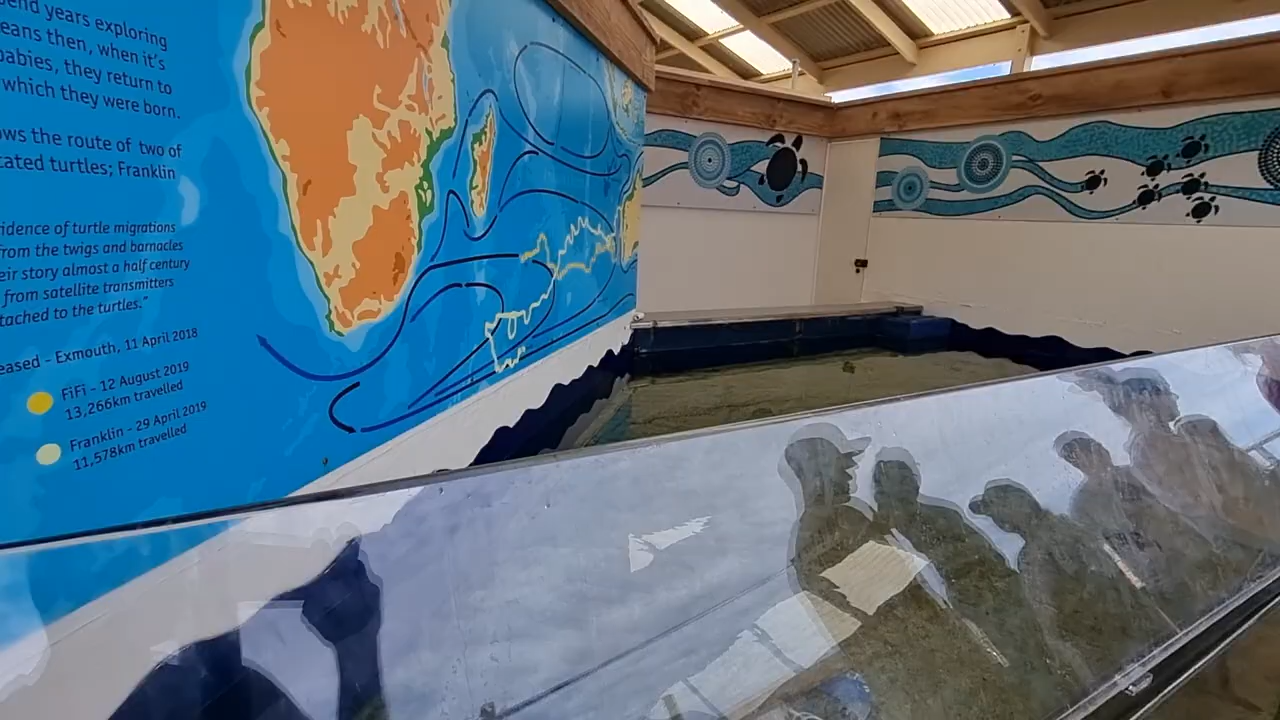 end years exploring
eans then, when it's
babies, they return to
which they were born.
ows the route of two of
cated turtles; Franklin
idence of turtle migrations
from the twigs and barnacles
eir story almost a half century
from satellite transmitters
tached to the turtles."
eased - Exmouth, 11 April 2018
FiFi - 12 August 2019
13,266km travelled
Franklin - 29 April 2019
11,578km travelled